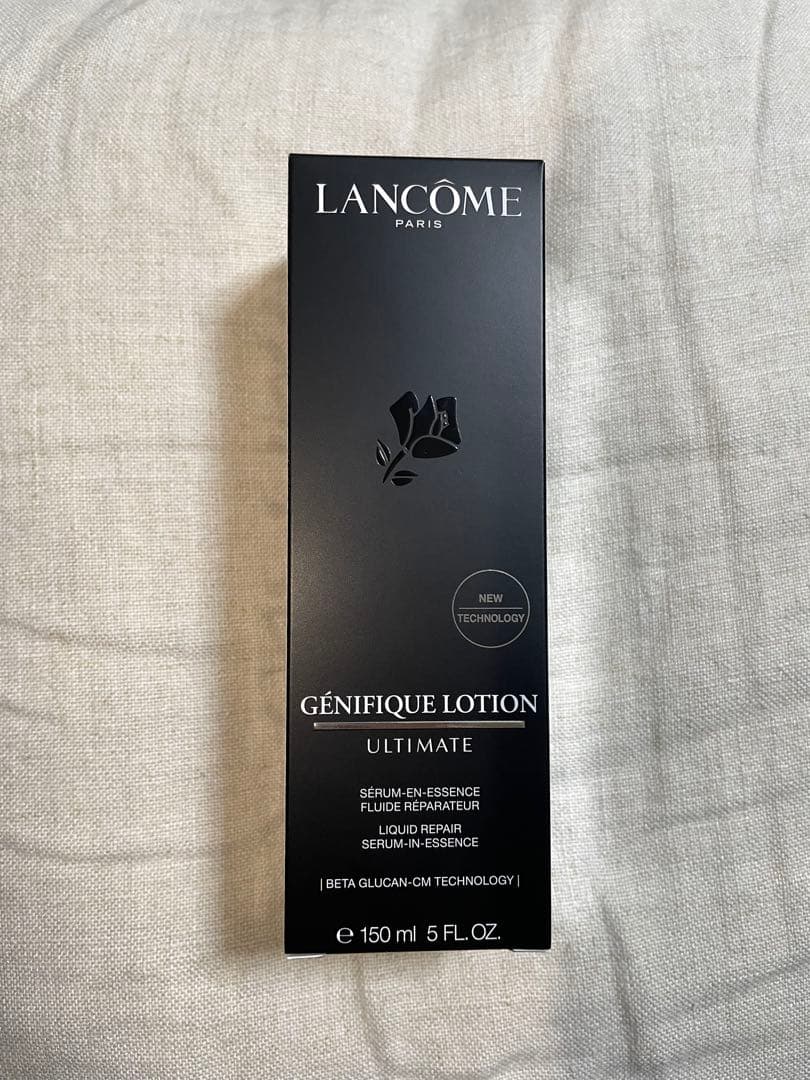 LANCÔME
PARIS
NEW
TECHNOLOGY
GÉNIFIQUE LOTION
ULTIMATE
SÉRUM-EN-ESSENCE
FLUIDE RÉPARATEUR
LIQUID REPAIR
SERUM-IN-ESSENCE
| BETA GLUCAN-CM TECHNOLOGY |
℮ 150 ml 5 FL.OZ.